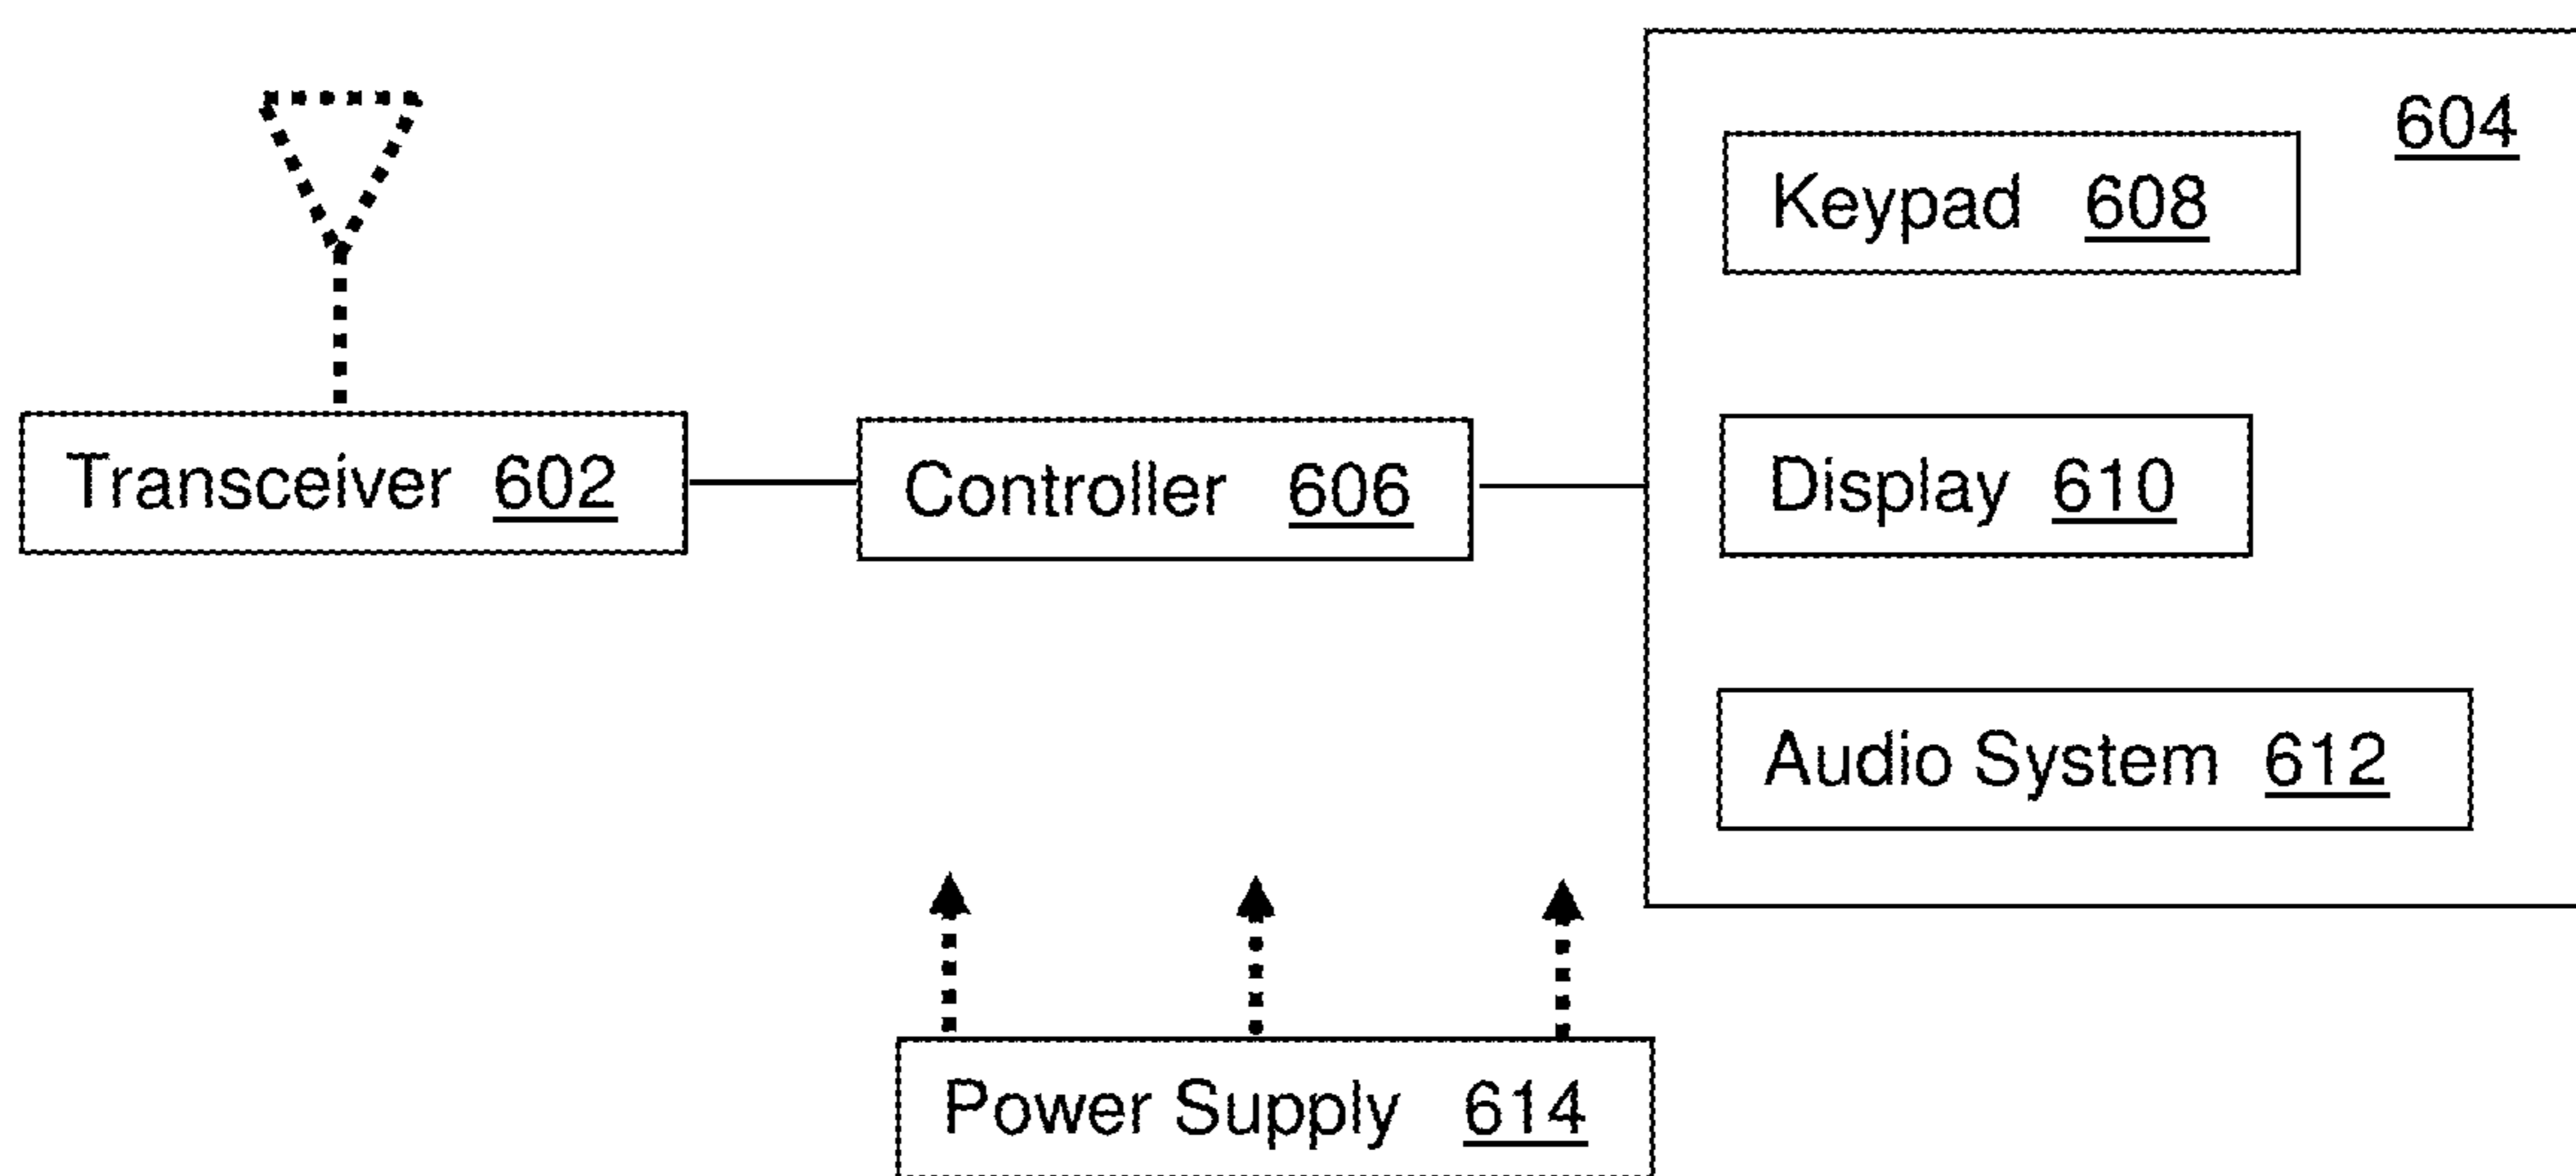 604
Keypad 608
Transceiver 602
Controller 606
Display 610
Audio System 612
Power Supply 614